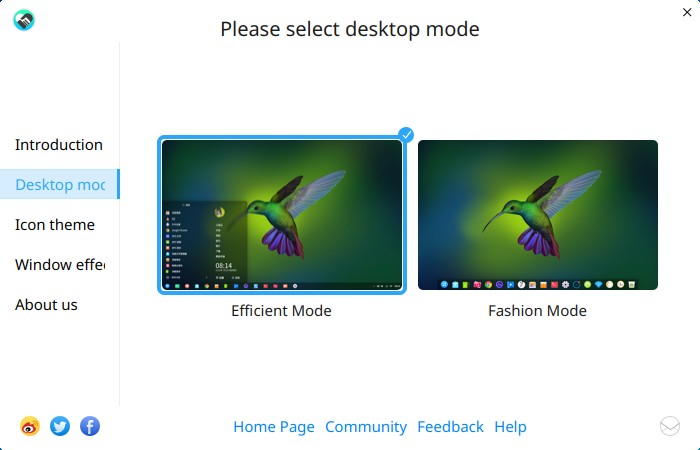 Please select desktop mode
Introduction
Desktop moc
Icon theme
Window effe
About us
08:14
Efficient Mode
Fashion Mode
Home Page Community Feedback Help